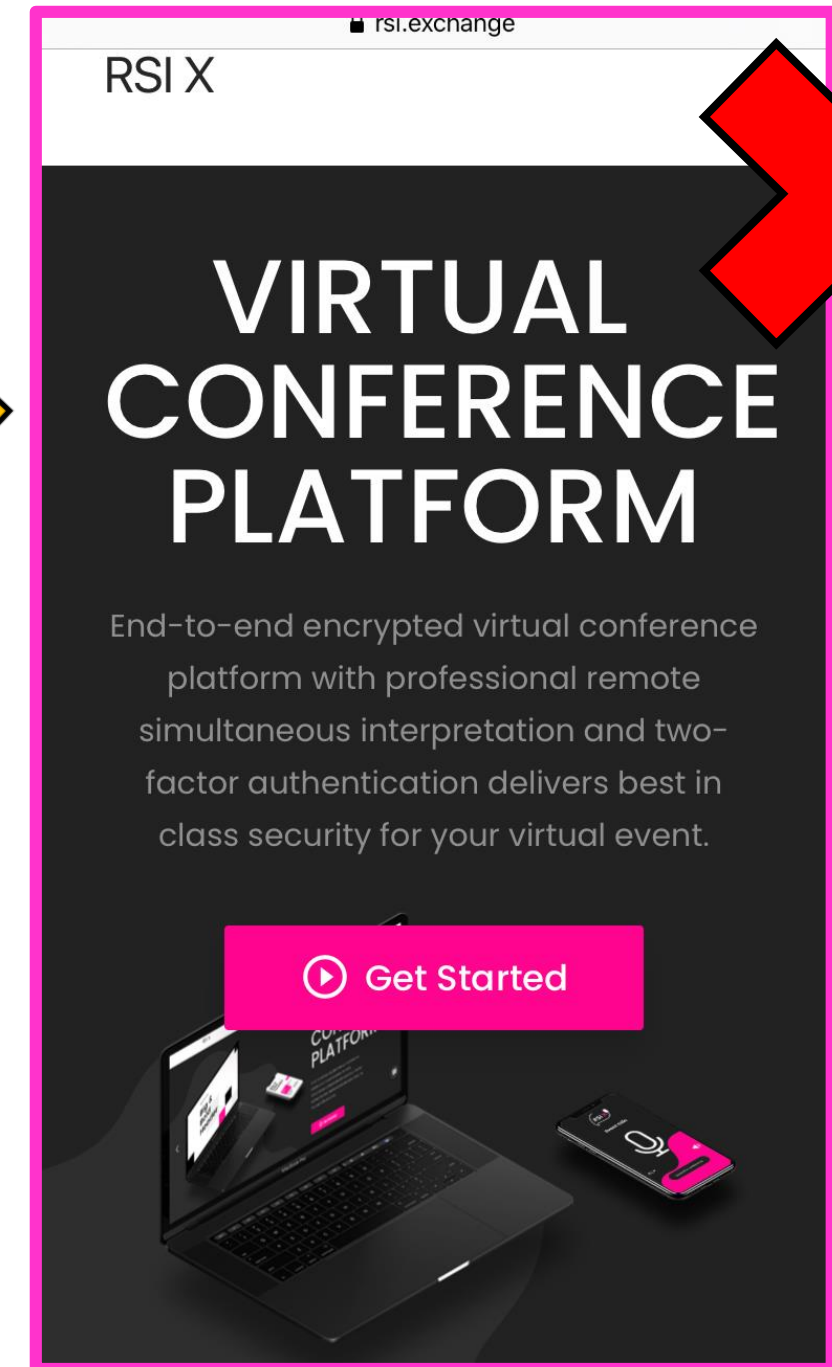 rsi.exchange
RSI X
VIRTUAL
CONFERENCE
PLATFORM
End-to-end encrypted virtual conference
platform with professional remote
simultaneous interpretation and two-
factor authentication delivers best in
class security for your virtual event.
Get Started
PLATFORM